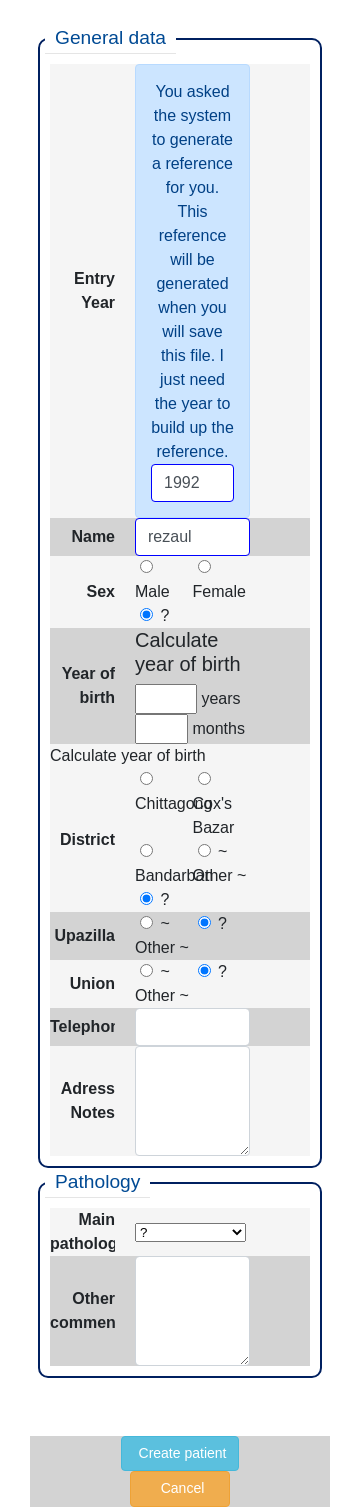 General data
Entry
Year
You asked
the system
to generate
a reference
for you.
This
reference
will be
generated
when you
will save
this file. I
just need
the year to
build up the
reference.
1992
Name
rezaul
Sex
Male
Female
?
Year of
birth
Calculate
year of birth
years
months
Calculate year of birth
District
Chittagong
Cox's
Bazar
Bandarban
~
Other ~
?
Upazilla
~
Other ~
?
Union
~
Other ~
?
Telephon
Adress
Notes
Pathology
Main
patholog
?
Other
commen
Create patient
Cancel